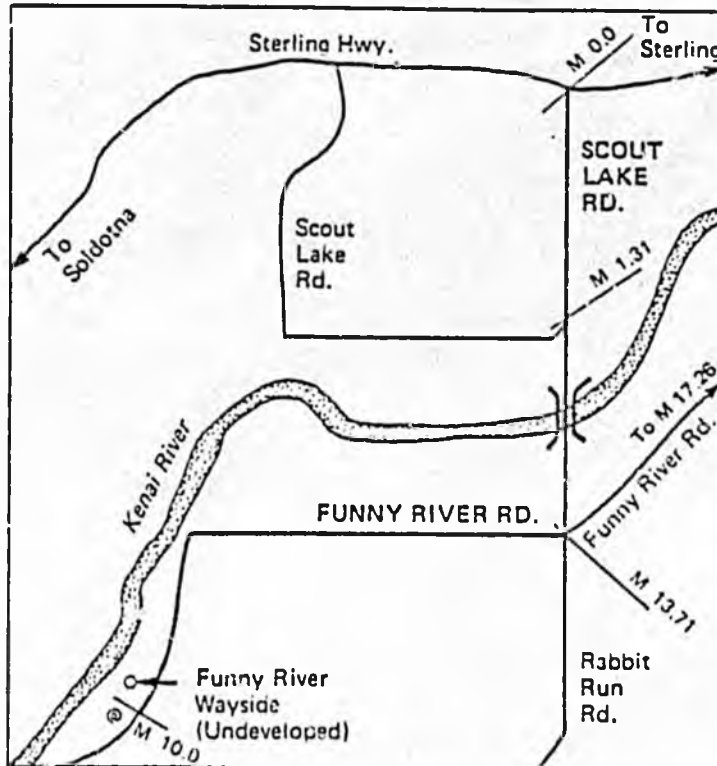 Sterling Hwy.
M 0.0
To
Sterling
SCOUT
LAKE
RD.
To
Soldotna
Scout
Lake
Rd.
M 1.31
Kenai River
To M 17.26
Funny River Rd.
FUNNY RIVER RD.
M 13.71
Funny River
Wayside
(Undeveloped)
M 10.0
Rabbit
Run
Rd.